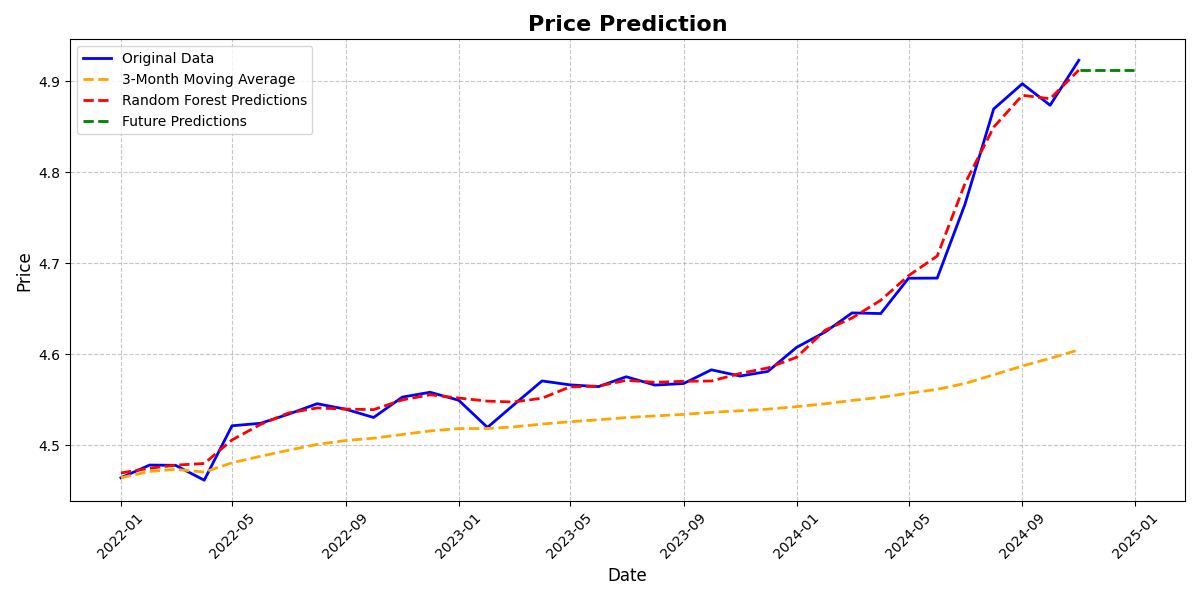 Price Prediction
Original Data
3-Month Moving Average
Random Forest Predictions
Future Predictions
Price
4.9
4.8
4.7
4.6
4.5
2022-01
2022-05
2022-09
2023-01
2023-05
2023-09
2024-01
2024-05
2024-09
2025-01
Date